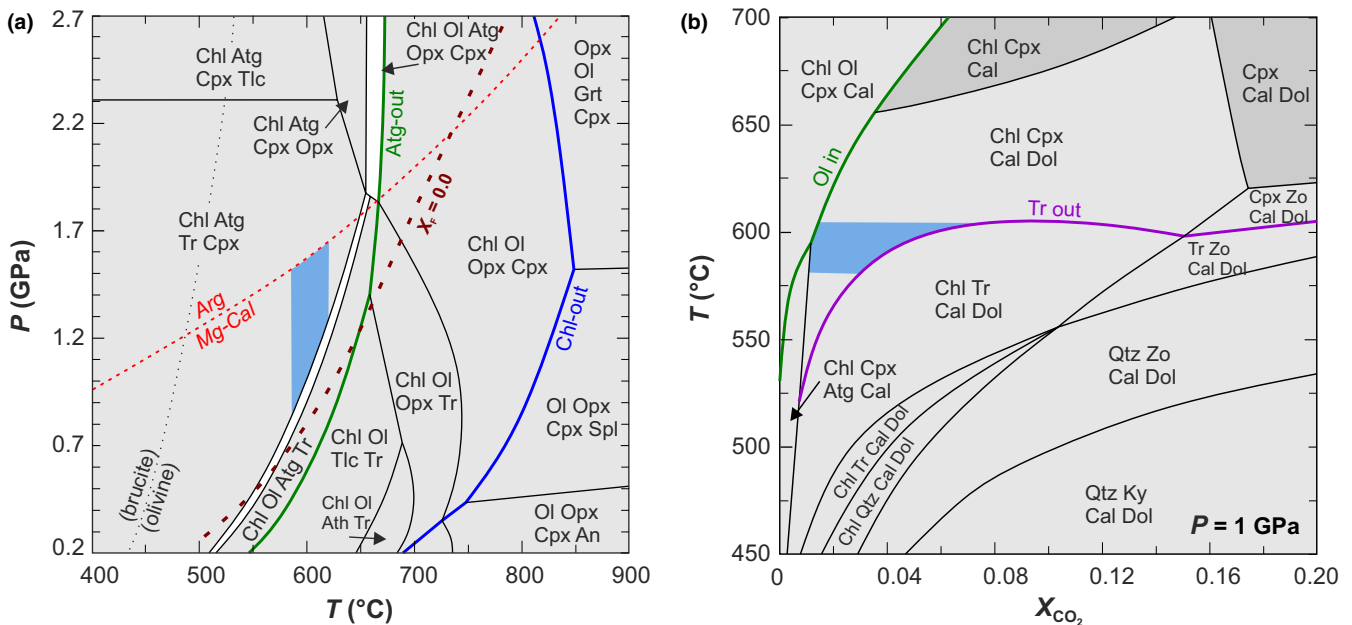 (a)
2.7
2.2
1.7
1.2
0.7
0.2
P (GPa)
400
500
600
700
800
900
T (°C)
Chl Atg
Cpx Tlc
Chl Ol Atg
Opx Cpx
Opx
Ol
Grt
Cpx
Chl Atg
Cpx Opx
Atg-out
X_F = 0.0
Chl Atg
Tr Cpx
Arg
Mg-Cal
Chl Ol
Opx Cpx
Chl-out
Chl Ol
Opx Tr
Ol Opx
Cpx Spl
Chl Ol
Tlc Tr
(brucite)
(olivine)
Chl Ol Atg Tr
Chl Ol
Ath Tr
Ol Opx
Cpx An
(b)
700
650
600
550
500
450
T (°C)
0
0.04
0.08
0.12
0.16
0.20
X_CO2
Chl Ol
Cpx Cal
Chl Cpx
Cal
Cpx
Cal Dol
Chl Cpx
Cal Dol
Ol in
Tr out
Cpx Zo
Cal Dol
Tr Zo
Cal Dol
Chl Tr
Cal Dol
Chl Cpx
Atg Cal
Qtz Zo
Cal Dol
Chl Tr Cal Dol
Chl Qtz Cal Dol
Qtz Ky
Cal Dol
P = 1 GPa